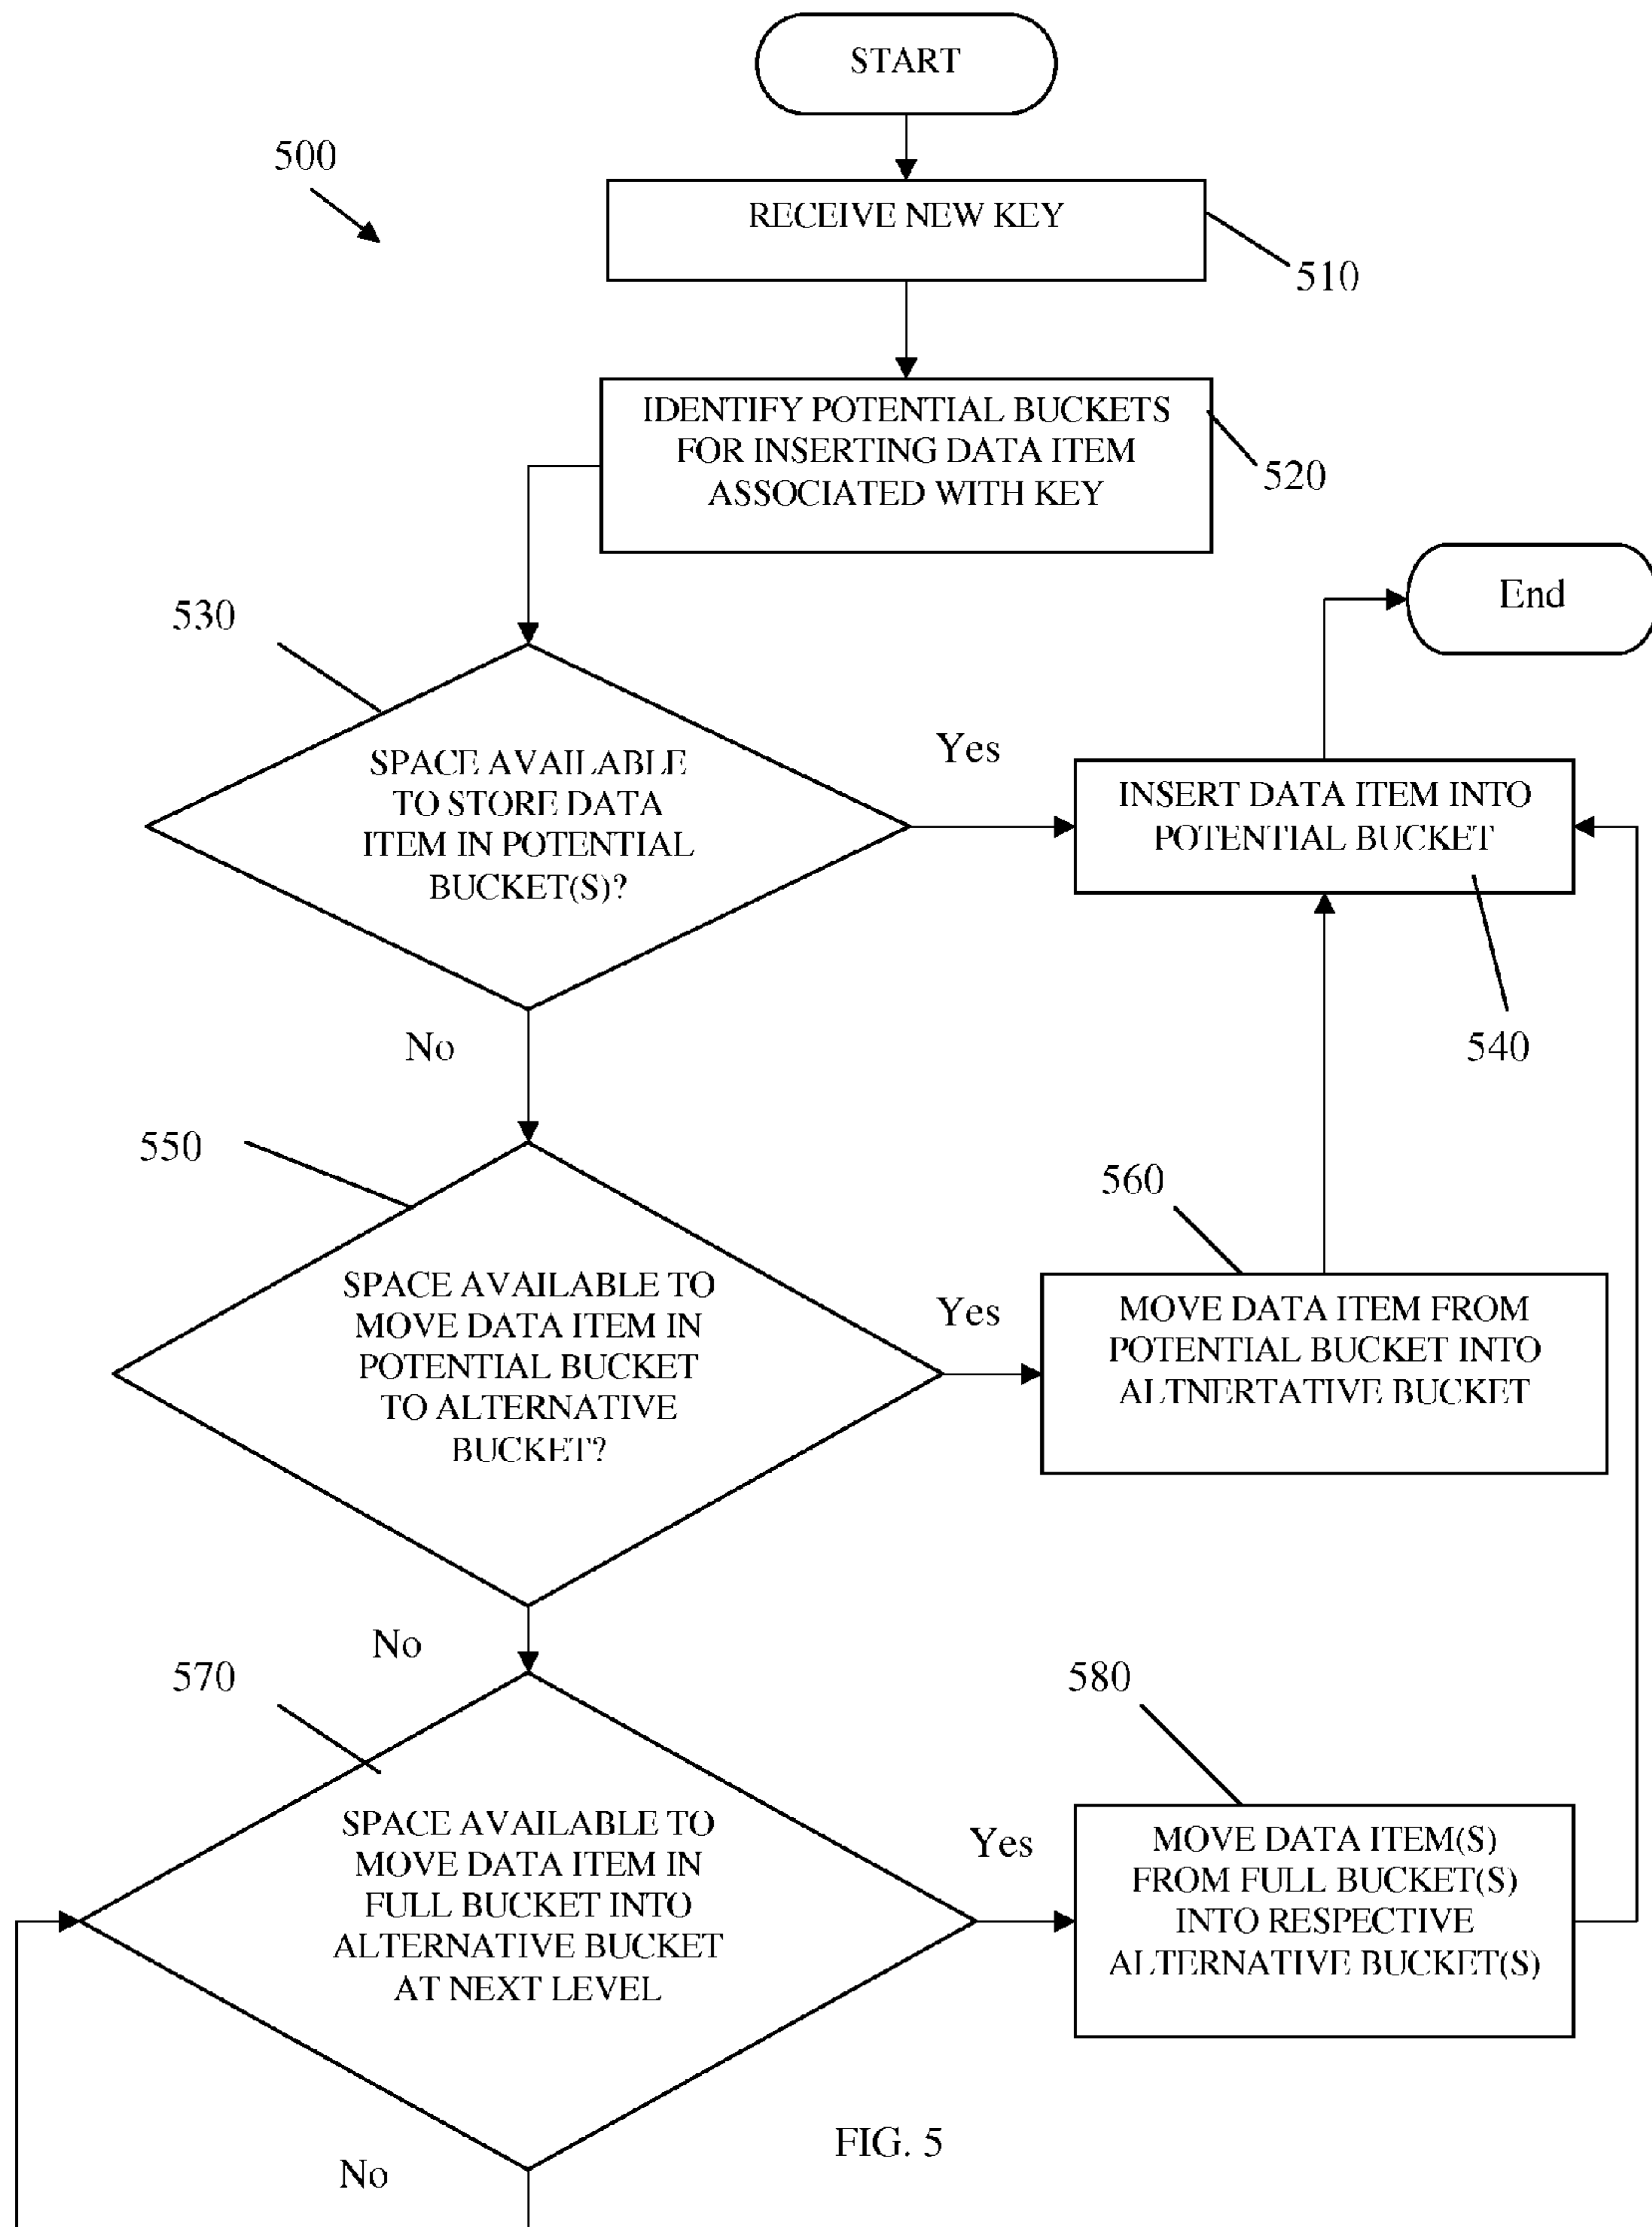 START
500
RECEIVE NEW KEY
510
IDENTIFY POTENTIAL BUCKETS
FOR INSERTING DATA ITEM
ASSOCIATED WITH KEY
520
End
530
SPACE AVAILABLE
TO STORE DATA
ITEM IN POTENTIAL
BUCKET(S)?
Yes
INSERT DATA ITEM INTO
POTENTIAL BUCKET
540
No
550
SPACE AVAILABLE TO
MOVE DATA ITEM IN
POTENTIAL BUCKET
TO ALTERNATIVE
BUCKET?
Yes
560
MOVE DATA ITEM FROM
POTENTIAL BUCKET INTO
ALTNERTATIVE BUCKET
No
570
SPACE AVAILABLE TO
MOVE DATA ITEM IN
FULL BUCKET INTO
ALTERNATIVE BUCKET
AT NEXT LEVEL
Yes
580
MOVE DATA ITEM(S)
FROM FULL BUCKET(S)
INTO RESPECTIVE
ALTERNATIVE BUCKET(S)
No
FIG. 5